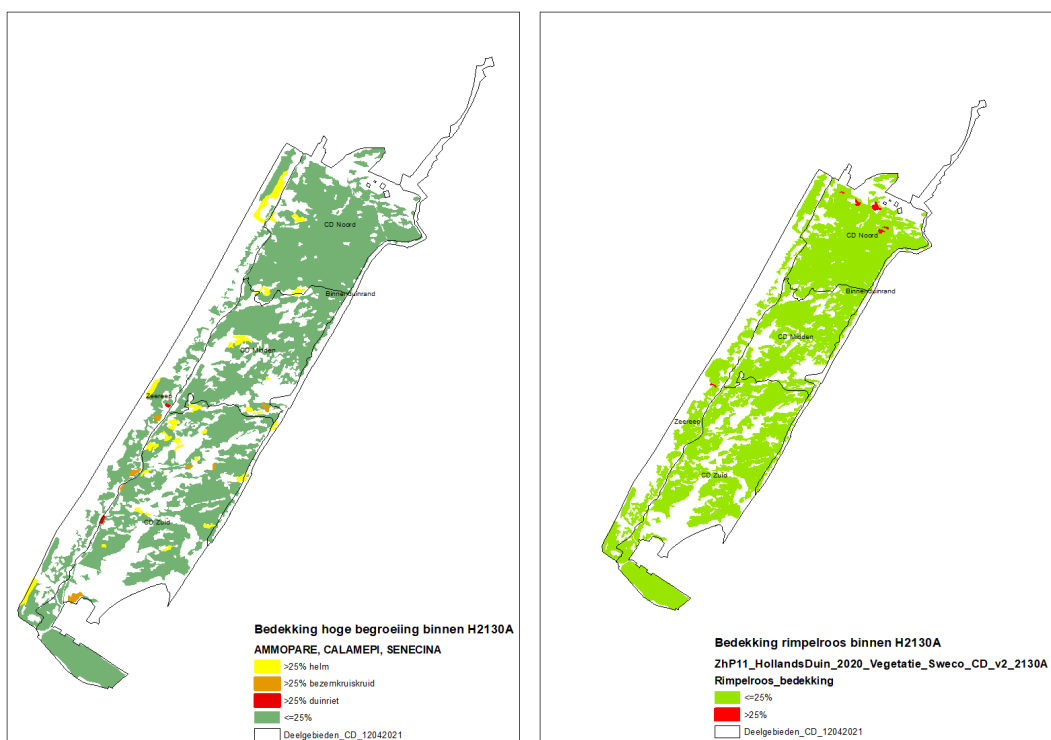 CD Noord
Binnenduinrand
CD Midden
Zeereep
CD Zuid
Bedekking hoge begroeiing binnen H2130A
AMMOPARE, CALAMEPI, SENECINA
>25% helm
>25% bezemkruiskruid
>25% duinriet
<=25%
Deelgebieden_CD_12042021
CD Noord
Binnenduinrand
CD Midden
Zeereep
CD Zuid
Bedekking rimpelroos binnen H2130A
ZhP11_HollandsDuin_2020_Vegetatie_Sweco_CD_v2_2130A
Rimpelroos_bedekking
<=25%
>25%
Deelgebieden_CD_12042021